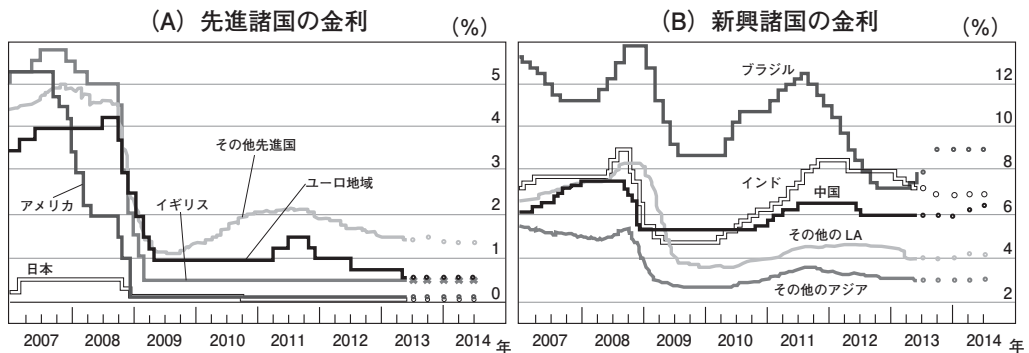 (A) 先進諸国の金利 (%)
5
4
3
2
1
0
その他先進国
ユーロ地域
アメリカ
イギリス
日本
2007 2008 2009 2010 2011 2012 2013 2014 年
(B) 新興諸国の金利 (%)
12
10
8
6
4
2
ブラジル
インド
中国
その他の LA
その他のアジア
2007 2008 2009 2010 2011 2012 2013 2014 年